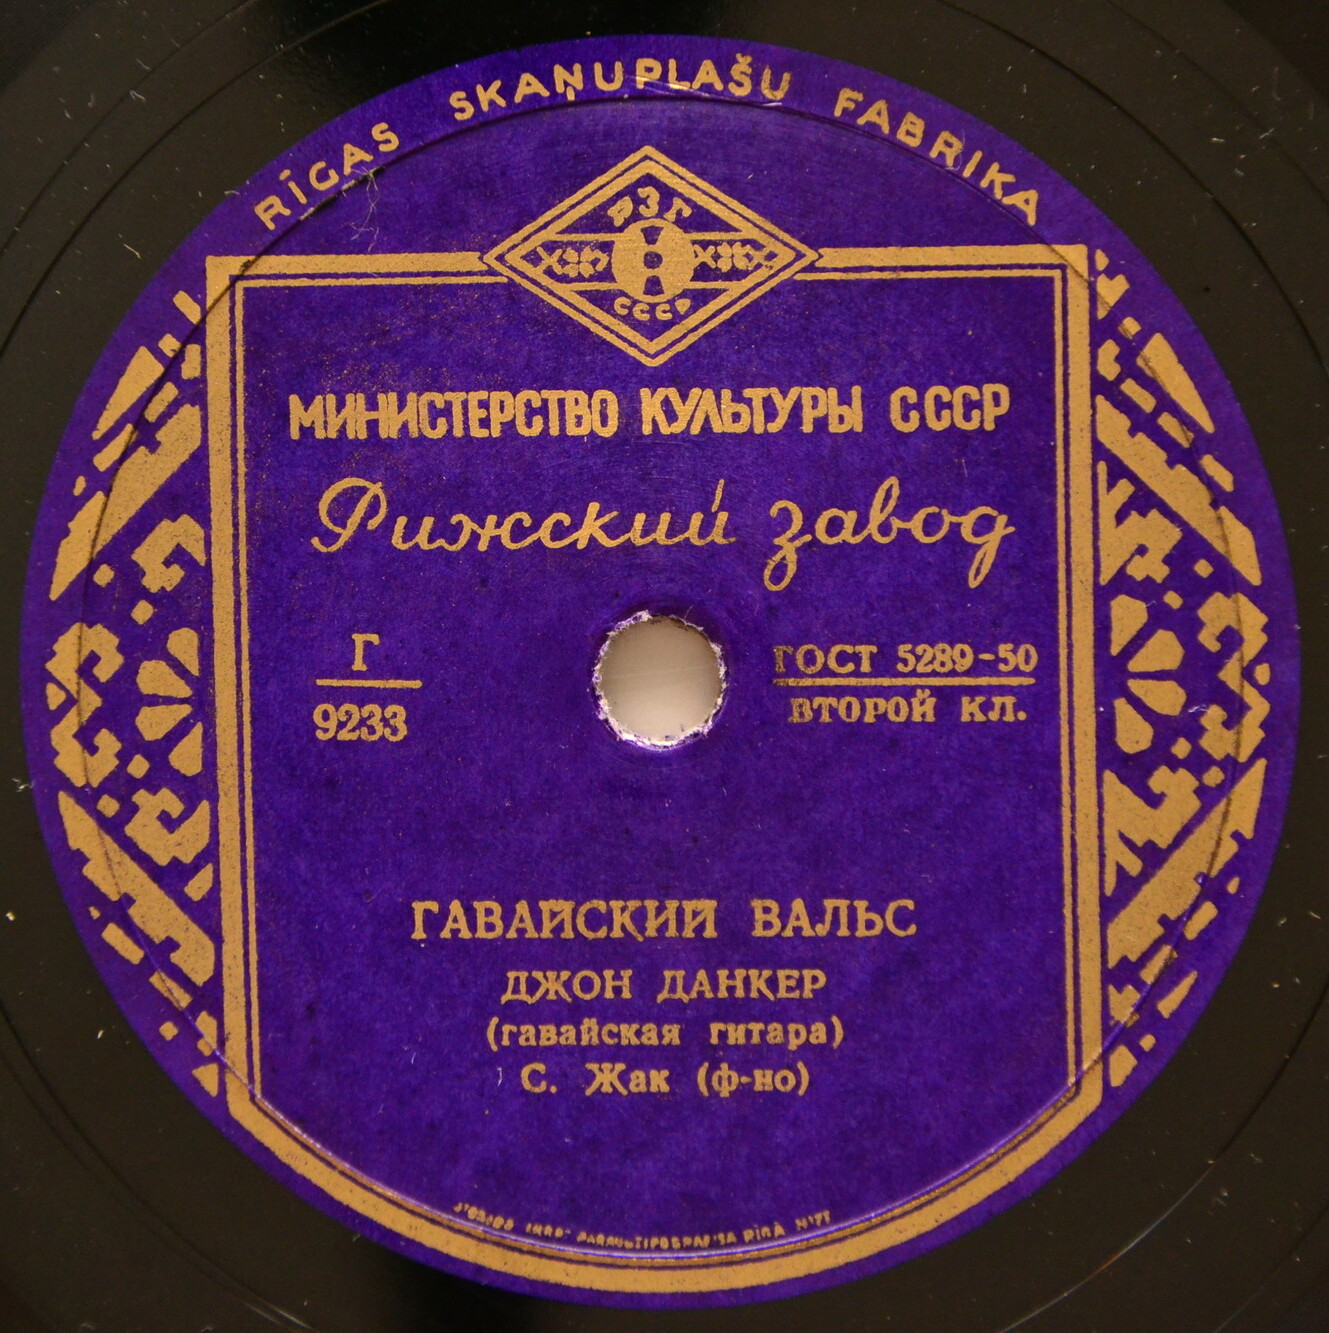 RĪGAS SKAŅUPLAŠU FABRIKA
РЗГ
СССР
МИНИСТЕРСТВО КУЛЬТУРЫ СССР
Рижский завод
Г
9233
ГОСТ 5289-50
ВТОРОЙ КЛ.
ГАВАЙСКИЙ ВАЛЬС
ДЖОН ДАНКЕР
(гавайская гитара)
С. Жак (ф-но)
RĪGĀ